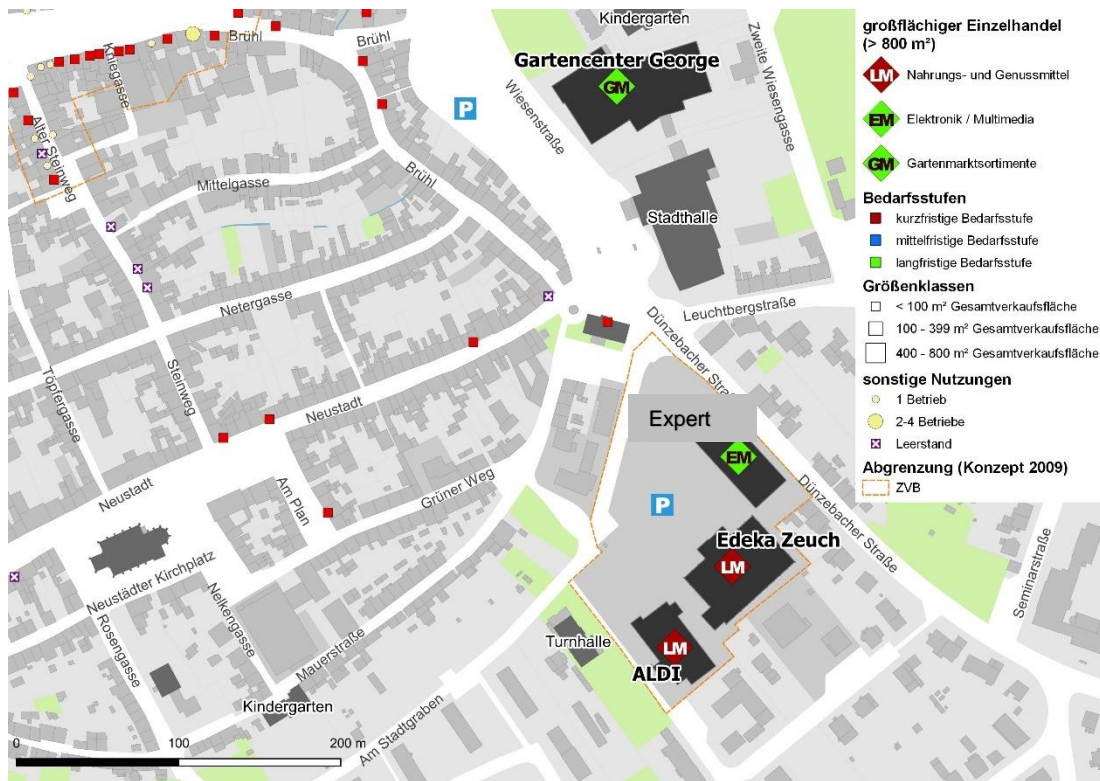 Kindergarten
Brühl
Brühl
Gartencenter George
GM
P
Wiesenstraße
Zweite Wiesengasse
Kniegasse
Alter Steinweg
Mittelgasse
Brühl
Stadthalle
Netergasse
Leuchtbergstraße
Dünzebacher Straße
Töpfergasse
Steinweg
Neustadt
Expert
EM
Dünzebacher Straße
Neustadt
Am Plan
Grüner Weg
P
Edeka Zeuch
LM
Neustädter Kirchplatz
Nelkengasse
Seminarstraße
Rosengasse
Mauerstraße
Turnhalle
LM
ALDI
Kindergarten
Am Stadtgraben
0 100 200 m
großflächiger Einzelhandel
(> 800 m²)
LM Nahrungs- und Genussmittel
EM Elektronik / Multimedia
GM Gartenmarktsortimente
Bedarfsstufen
kurzfristige Bedarfsstufe
mittelfristige Bedarfsstufe
langfristige Bedarfsstufe
Größenklassen
< 100 m² Gesamtverkaufsfläche
100 - 399 m² Gesamtverkaufsfläche
400 - 800 m² Gesamtverkaufsfläche
sonstige Nutzungen
1 Betrieb
2-4 Betriebe
Leerstand
Abgrenzung (Konzept 2009)
ZVB